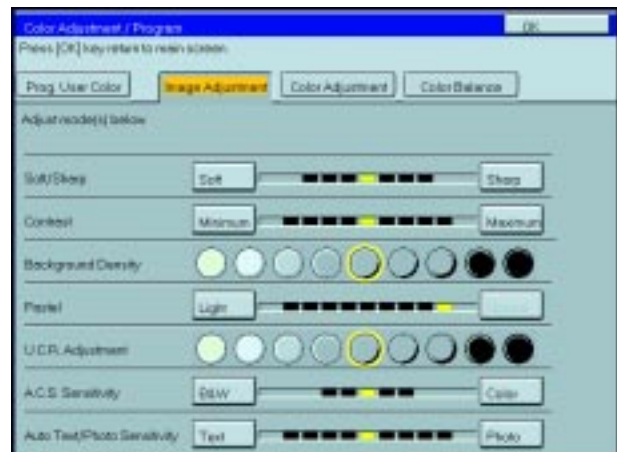 Color Adjustment / Program OK
Press [OK] key return to main screen.
Prog. User Color Image Adjustment Color Adjustment Color Balance
Adjust mode(s) below
Soft/Sharp Soft Sharp
Contrast Minimum Maximum
Background Density
Pastel Light
U.C.R. Adjustment
A.C.S. Sensitivity B&W Color
Auto Text/Photo Sensitivity Text Photo